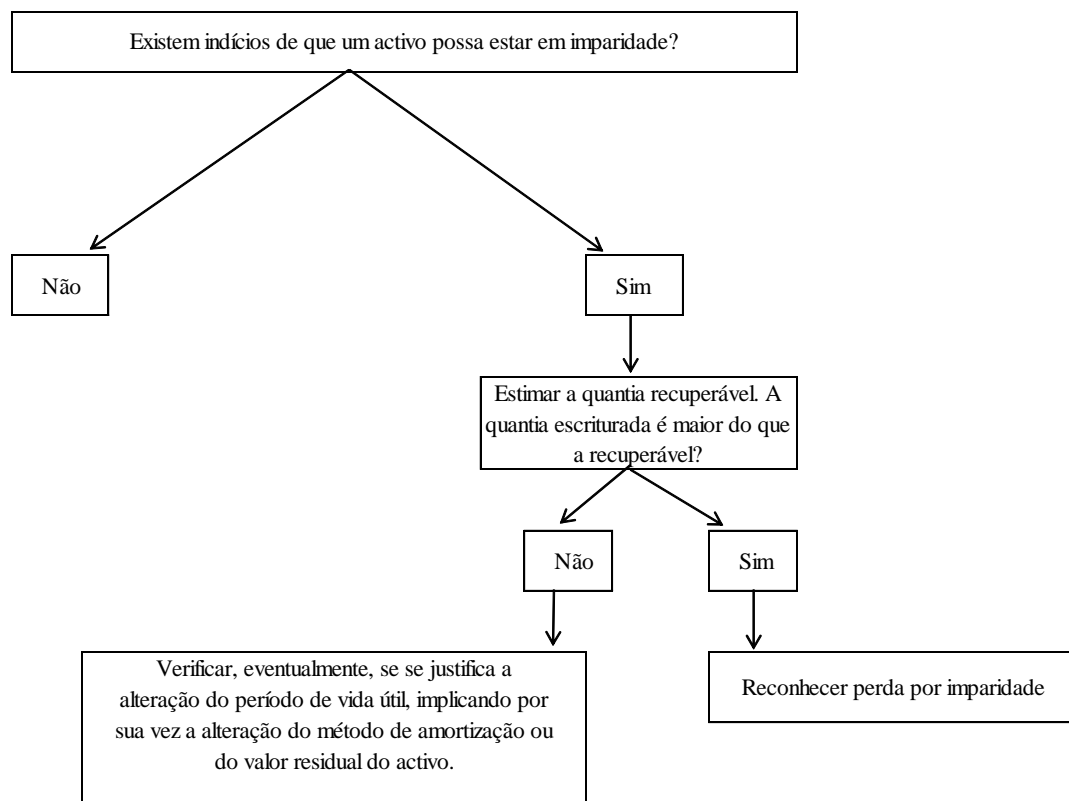 Existem indícios de que um activo possa estar em imparidade?
Não
Sim
Estimar a quantia recuperável. A
quantia escriturada é maior do que
a recuperável?
Não
Sim
Verificar, eventualmente, se se justifica a
alteração do período de vida útil, implicando por
sua vez a alteração do método de amortização ou
do valor residual do activo.
Reconhecer perda por imparidade